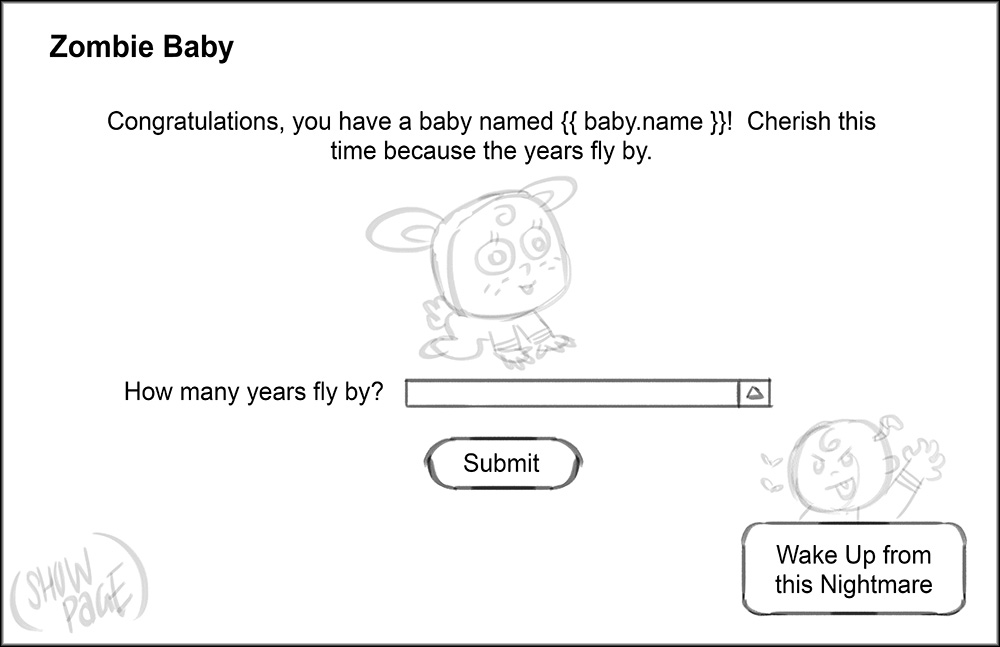 Zombie Baby
Congratulations, you have a baby named {{ baby.name }}!  Cherish this
time because the years fly by.
How many years fly by?
Submit
Wake Up from
this Nightmare
(SHOW
PAGE)